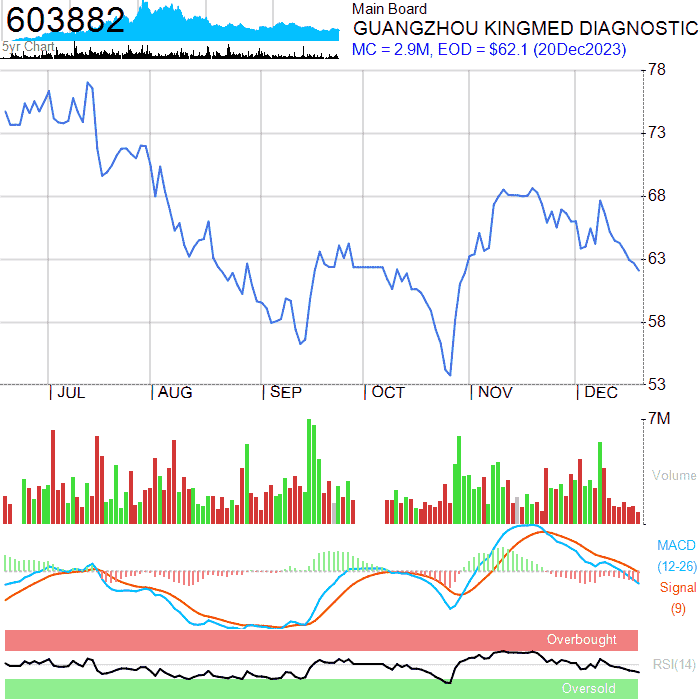 603882
Main Board
GUANGZHOU KINGMED DIAGNOSTIC
MC = 2.9M, EOD = $62.1 (20Dec2023)
5yr Chart
78
73
68
63
58
53
JUL AUG SEP OCT NOV DEC
7M
Volume
MACD
(12-26)
Signal
(9)
Overbought
RSI(14)
Oversold